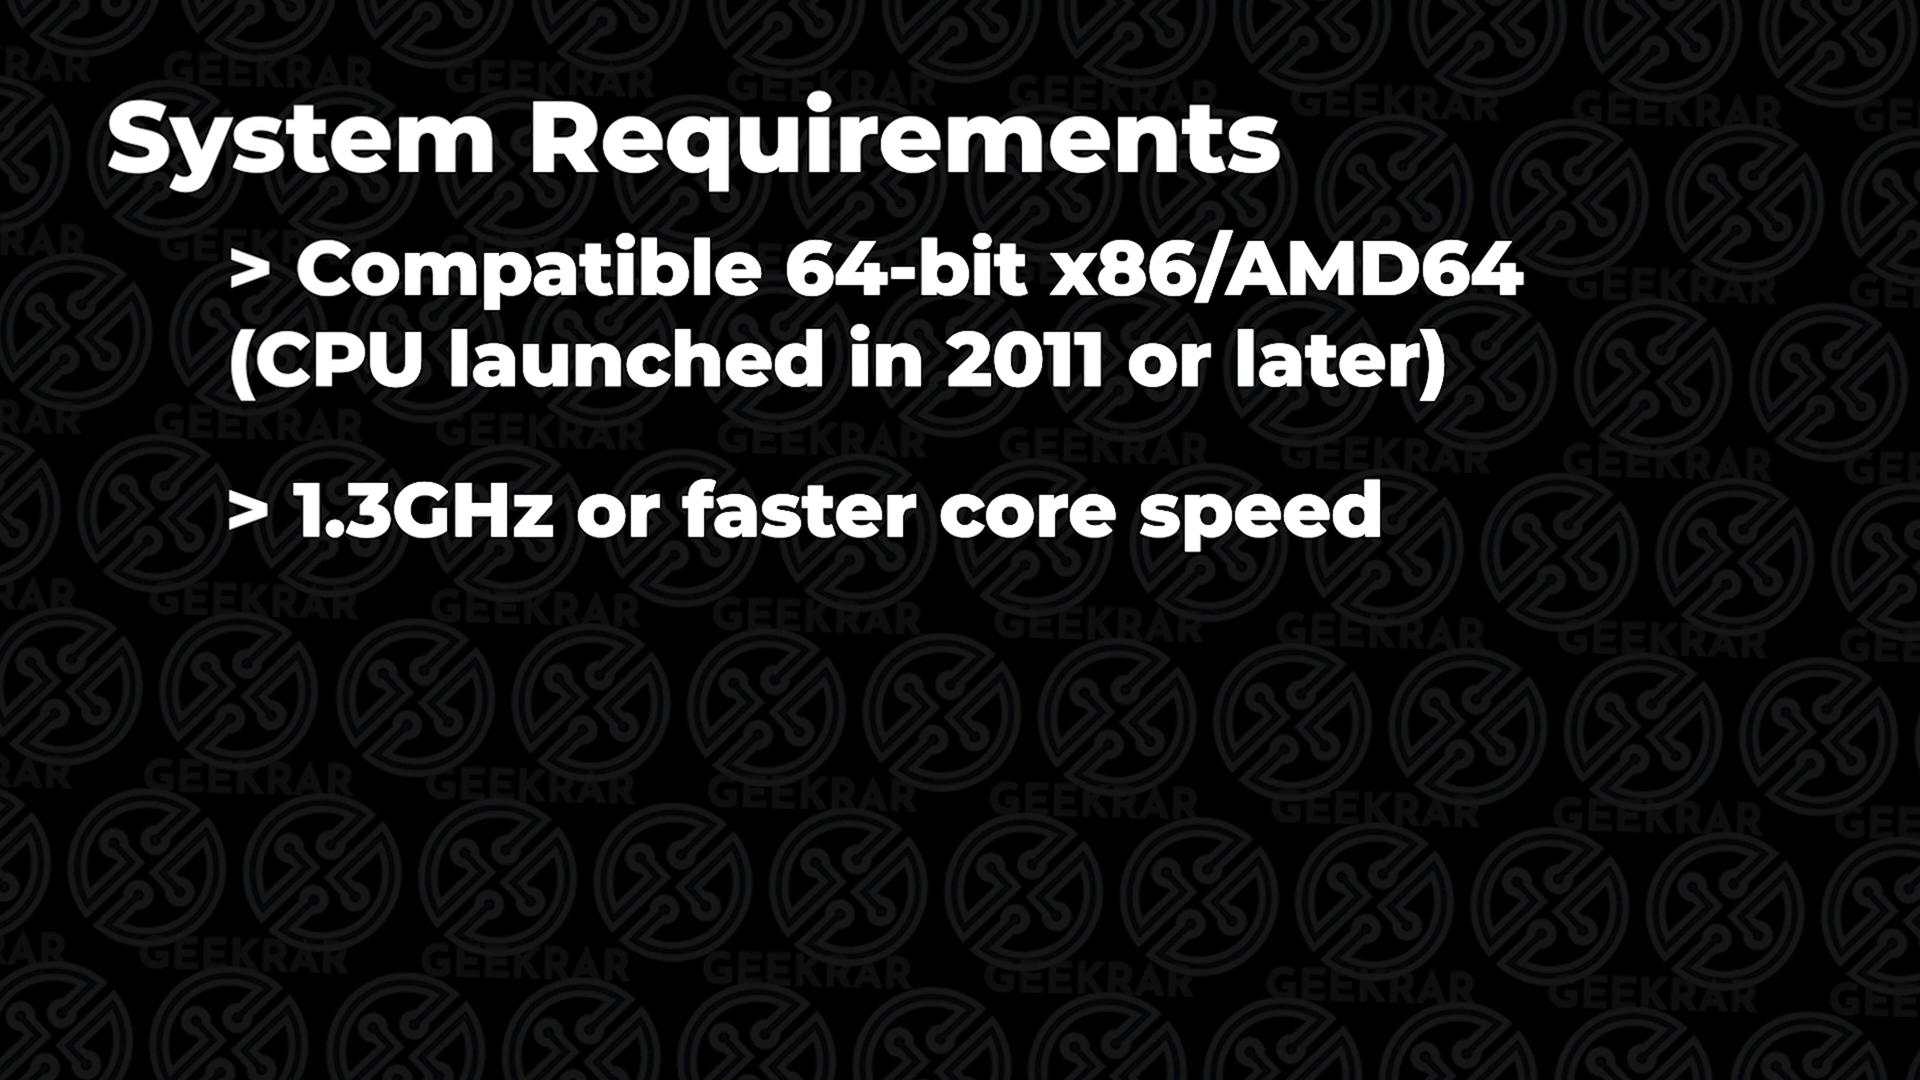 System Requirements
> Compatible 64-bit x86/AMD64
(CPU launched in 2011 or later)
> 1.3GHz or faster core speed
GEEKRAR